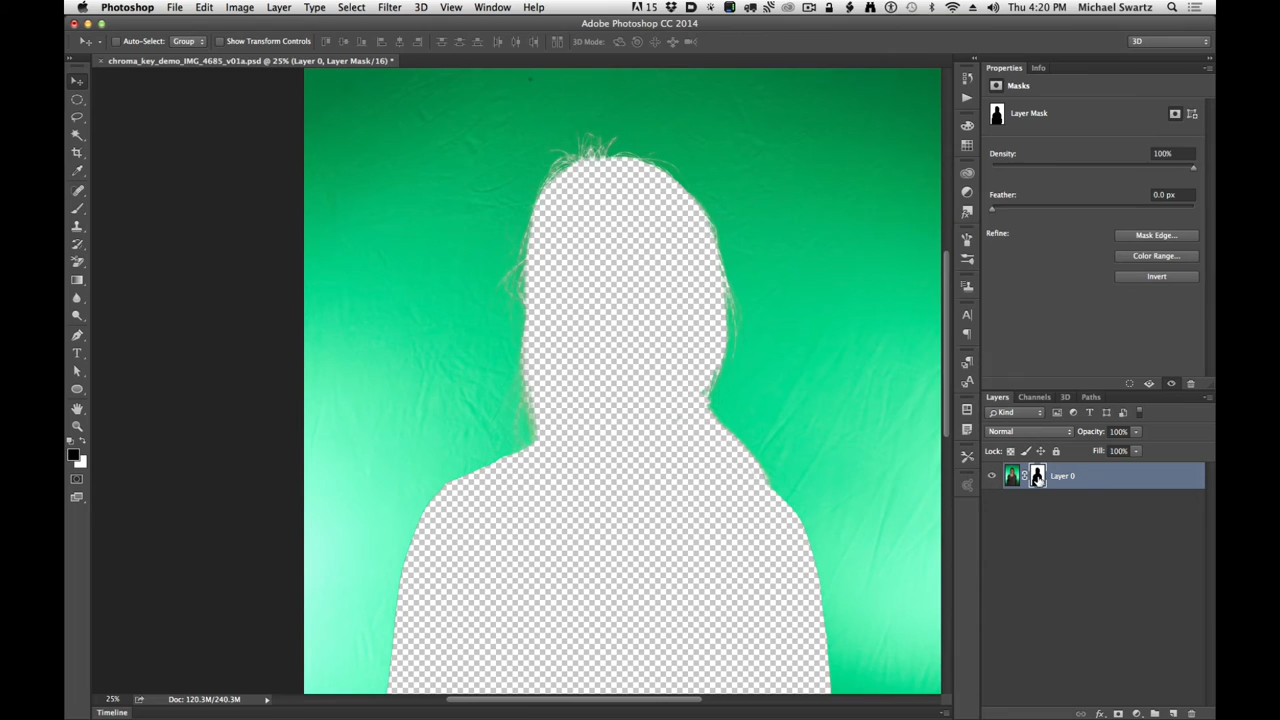 Photoshop File Edit Image Layer Type Select Filter 3D View Window Help 15 Thu 4:20 PM Michael Swartz
Adobe Photoshop CC 2014
Auto-Select: Group Show Transform Controls 3D Mode: 3D
chroma_key_demo_IMG_4685_v01a.psd @ 25% (Layer 0, Layer Mask/16) *
Properties Info
Masks
Layer Mask
Density: 100%
Feather: 0.0 px
Refine: Mask Edge...
Color Range...
Invert
Layers Channels 3D Paths
Kind
Normal Opacity: 100%
Lock: Fill: 100%
Layer 0
25% Doc: 120.3M/240.3M
Timeline